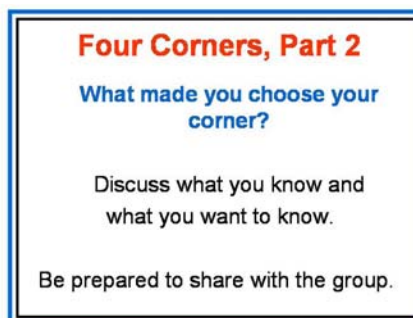 Four Corners, Part 2
What made you choose your
corner?
Discuss what you know and
what you want to know.
Be prepared to share with the group.